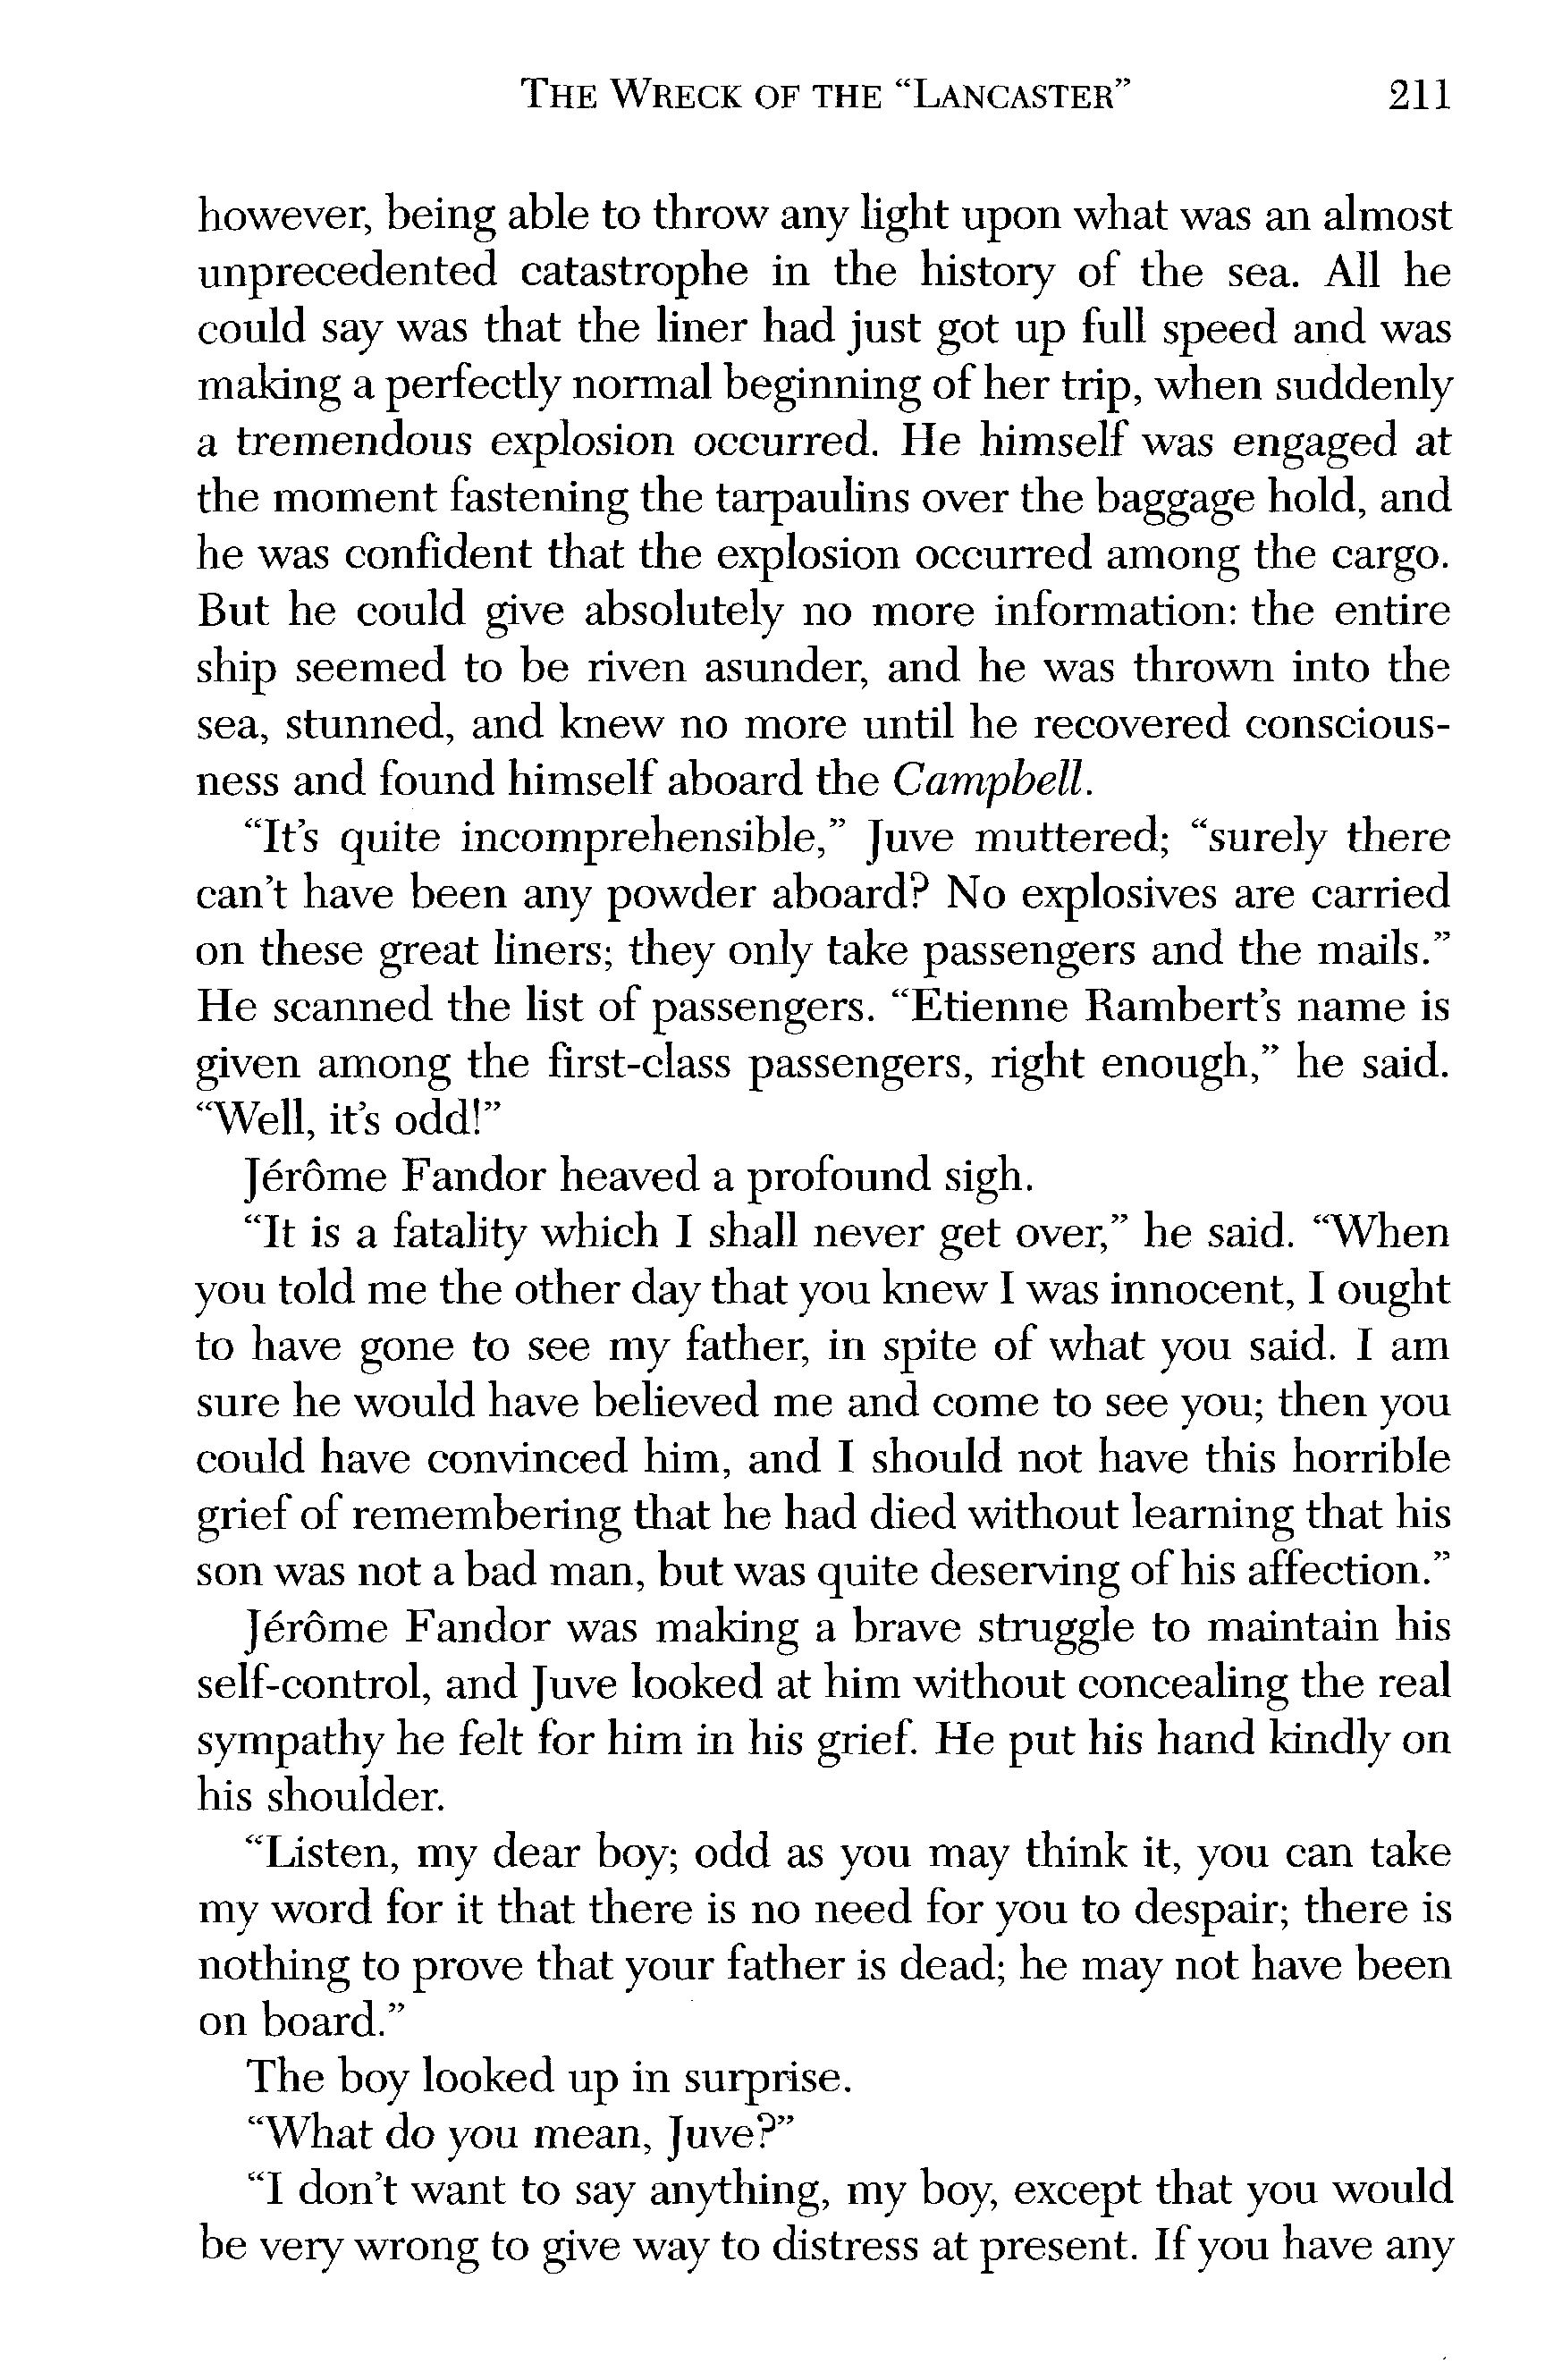 THE WRECK OF THE “LANCASTER” 211
however, being able to throw any light upon what was an almost
unprecedented catastrophe in the history of the sea. All he
could say was that the liner had just got up full speed and was
making a perfectly normal beginning of her trip, when suddenly
a tremendous explosion occurred. He himself was engaged at
the moment fastening the tarpaulins over the baggage hold, and
he was confident that the explosion occurred among the cargo.
But he could give absolutely no more information: the entire
ship seemed to be riven asunder, and he was thrown into the
sea, stunned, and knew no more until he recovered conscious-
ness and found himself aboard the Campbell.
“It’s quite incomprehensible,” Juve muttered; “surely there
can’t have been any powder aboard? No explosives are carried
on these great liners; they only take passengers and the mails.”
He scanned the list of passengers. “Etienne Rambert’s name is
given among the first-class passengers, right enough,” he said.
“Well, it’s odd!”
Jérôme Fandor heaved a profound sigh.
“It is a fatality which I shall never get over,” he said. “When
you told me the other day that you knew I was innocent, I ought
to have gone to see my father, in spite of what you said. I am
sure he would have believed me and come to see you; then you
could have convinced him, and I should not have this horrible
grief of remembering that he had died without learning that his
son was not a bad man, but was quite deserving of his affection.”
Jérôme Fandor was making a brave struggle to maintain his
self-control, and Juve looked at him without concealing the real
sympathy he felt for him in his grief. He put his hand kindly on
his shoulder.
“Listen, my dear boy; odd as you may think it, you can take
my word for it that there is no need for you to despair; there is
nothing to prove that your father is dead; he may not have been
on board.”
The boy looked up in surprise.
“What do you mean, Juve?”
“I don’t want to say anything, my boy, except that you would
be very wrong to give way to distress at present. If you have any